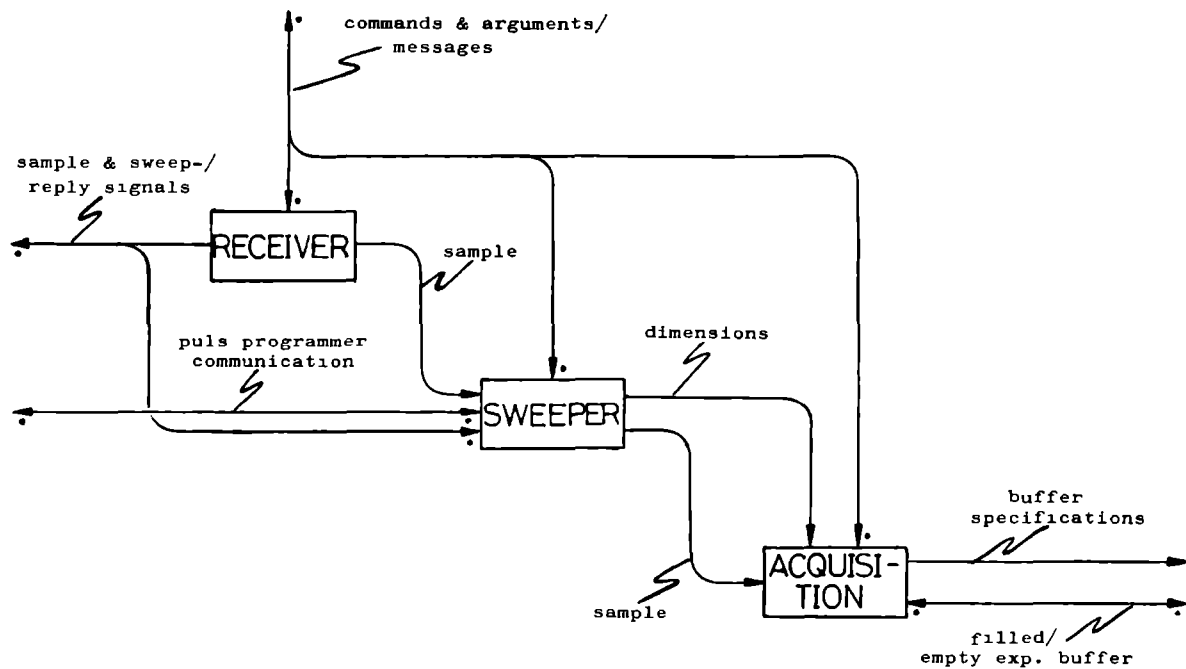 commands & arguments/
messages
sample & sweep-/
reply signals
RECEIVER
sample
puls programmer
communication
dimensions
SWEEPER
buffer
specifications
ACQUISI-
TION
sample
filled/
empty exp. buffer